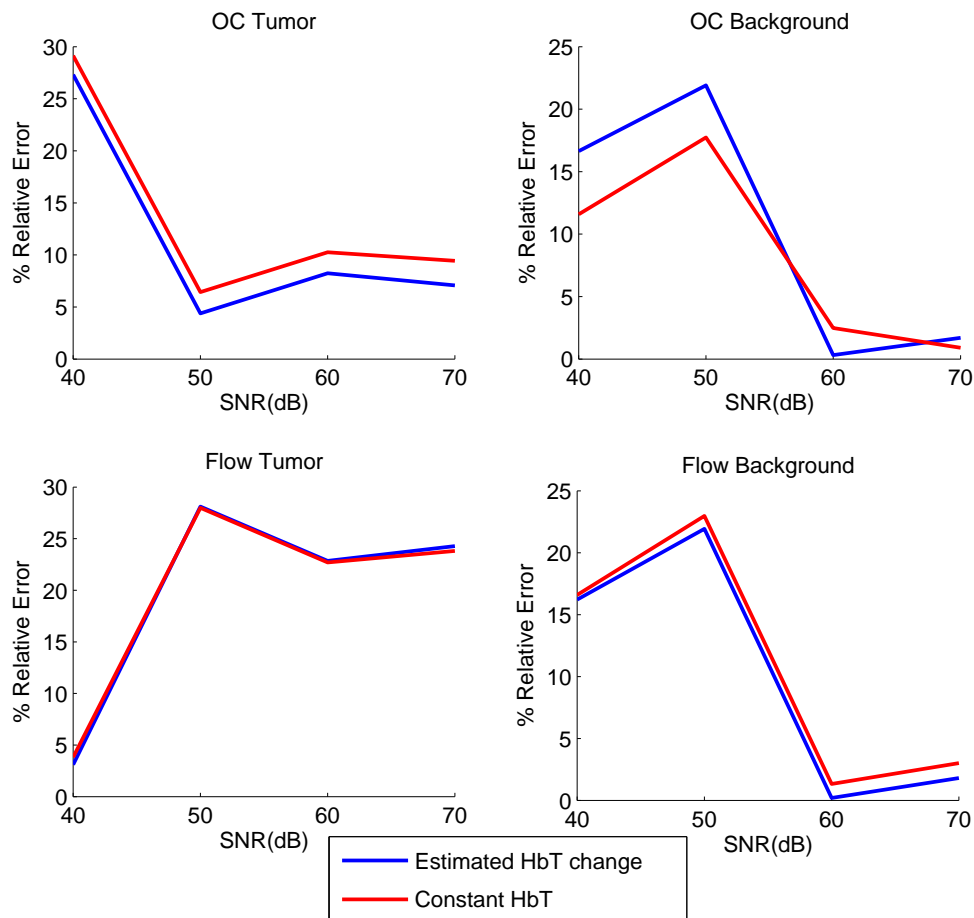 OC Tumor
% Relative Error
30
25
20
15
10
5
0
40 50 60 70
SNR(dB)
OC Background
% Relative Error
25
20
15
10
5
0
40 50 60 70
SNR(dB)
Flow Tumor
% Relative Error
30
25
20
15
10
5
0
40 50 60 70
SNR(dB)
Flow Background
% Relative Error
25
20
15
10
5
0
40 50 60 70
SNR(dB)
Estimated HbT change
Constant HbT